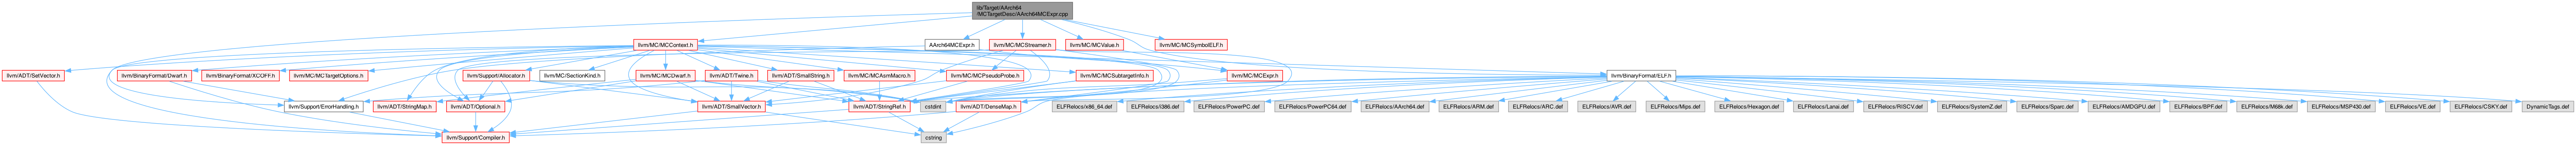 lib/Target/AArch64
/MCTargetDesc/AArch64MCExpr.cpp
llvm/MC/MCContext.h
AArch64MCExpr.h
llvm/MC/MCStreamer.h
llvm/MC/MCValue.h
llvm/MC/MCSymbolELF.h
llvm/ADT/SetVector.h
llvm/BinaryFormat/Dwarf.h
llvm/BinaryFormat/XCOFF.h
llvm/MC/MCTargetOptions.h
llvm/Support/Allocator.h
llvm/MC/SectionKind.h
llvm/MC/MCDwarf.h
llvm/ADT/Twine.h
llvm/ADT/SmallString.h
llvm/MC/MCAsmMacro.h
llvm/MC/MCPseudoProbe.h
llvm/MC/MCSubtargetInfo.h
llvm/MC/MCExpr.h
llvm/BinaryFormat/ELF.h
llvm/Support/ErrorHandling.h
llvm/ADT/StringMap.h
llvm/ADT/Optional.h
llvm/ADT/SmallVector.h
llvm/ADT/StringRef.h
cstdint
llvm/ADT/DenseMap.h
ELFRelocs/x86_64.def
ELFRelocs/i386.def
ELFRelocs/PowerPC.def
ELFRelocs/PowerPC64.def
ELFRelocs/AArch64.def
ELFRelocs/ARM.def
ELFRelocs/ARC.def
ELFRelocs/AVR.def
ELFRelocs/Mips.def
ELFRelocs/Hexagon.def
ELFRelocs/Lanai.def
ELFRelocs/RISCV.def
ELFRelocs/SystemZ.def
ELFRelocs/Sparc.def
ELFRelocs/AMDGPU.def
ELFRelocs/BPF.def
ELFRelocs/M68k.def
ELFRelocs/MSP430.def
ELFRelocs/VE.def
ELFRelocs/CSKY.def
DynamicTags.def
llvm/Support/Compiler.h
cstring